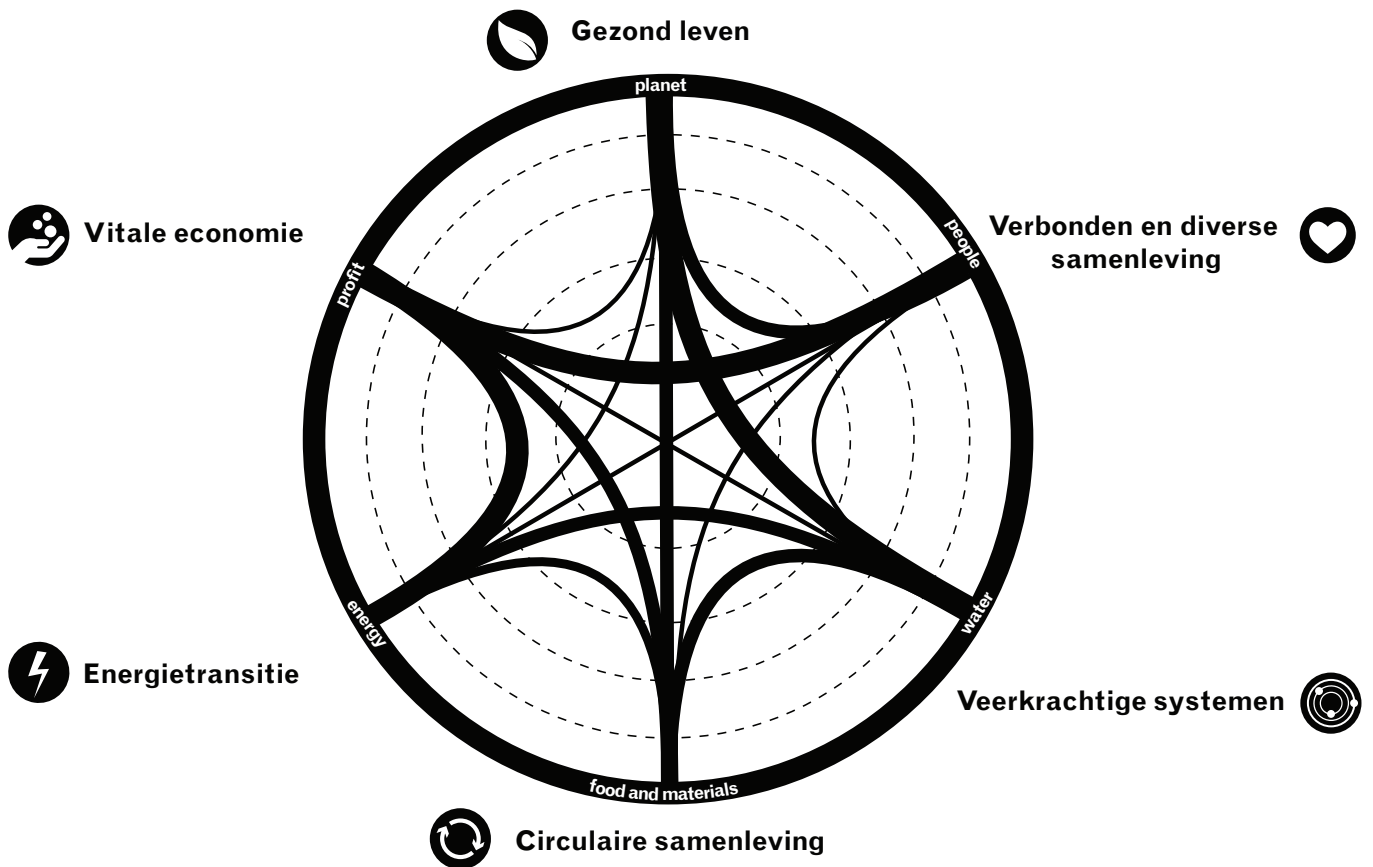 Gezond leven
planet
people
Verbonden en diverse
samenleving
Vitale economie
profit
energy
water
Energietransitie
Veerkrachtige systemen
food and materials
Circulaire samenleving